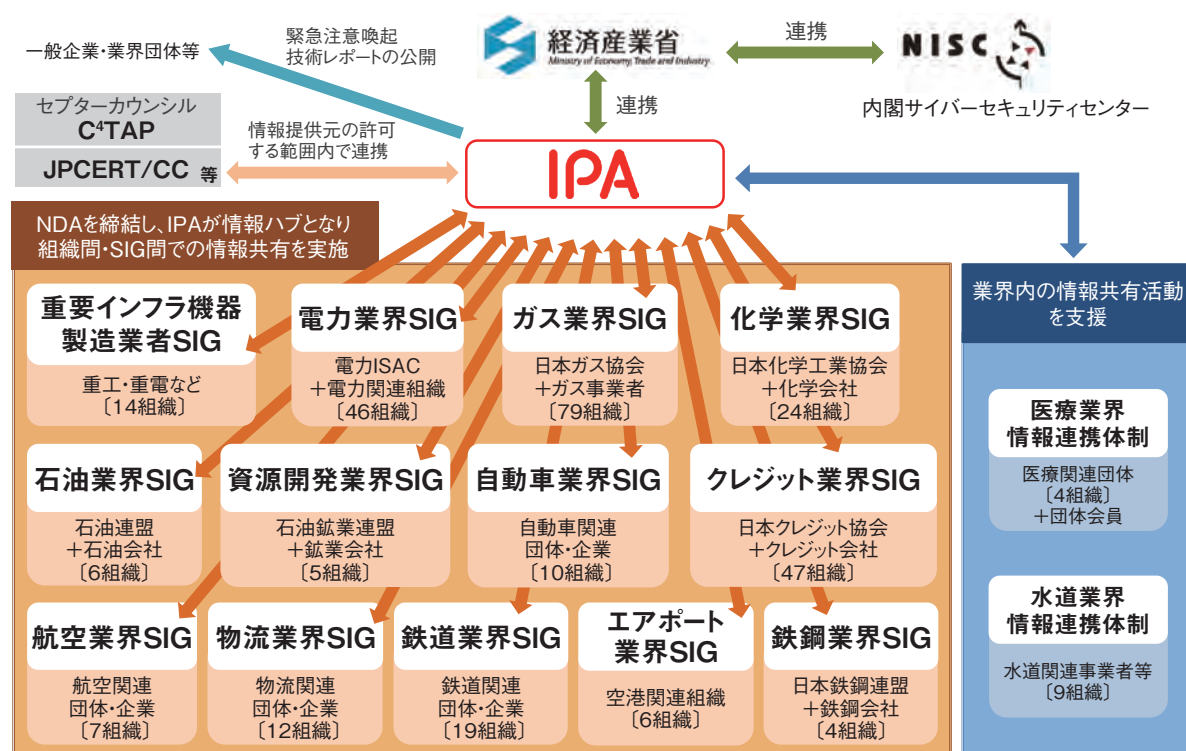 一般企業・業界団体等
緊急注意喚起
技術レポートの公開
経済産業省
Ministry of Economy, Trade and Industry
連携
NISC
内閣サイバーセキュリティセンター
連携
セプターカウンシル
C⁴TAP
JPCERT/CC 等
情報提供元の許可
する範囲内で連携
IPA
NDAを締結し、IPAが情報ハブとなり
組織間・SIG間での情報共有を実施
重要インフラ機器
製造業者SIG
重工・重電など
〔14組織〕
電力業界SIG
電力ISAC
＋電力関連組織
〔46組織〕
ガス業界SIG
日本ガス協会
＋ガス事業者
〔79組織〕
化学業界SIG
日本化学工業協会
＋化学会社
〔24組織〕
石油業界SIG
石油連盟
＋石油会社
〔6組織〕
資源開発業界SIG
石油鉱業連盟
＋鉱業会社
〔5組織〕
自動車業界SIG
自動車関連
団体・企業
〔10組織〕
クレジット業界SIG
日本クレジット協会
＋クレジット会社
〔47組織〕
航空業界SIG
航空関連
団体・企業
〔7組織〕
物流業界SIG
物流関連
団体・企業
〔12組織〕
鉄道業界SIG
鉄道関連
団体・企業
〔19組織〕
エアポート
業界SIG
空港関連組織
〔6組織〕
鉄鋼業界SIG
日本鉄鋼連盟
＋鉄鋼会社
〔4組織〕
業界内の情報共有活動
を支援
医療業界
情報連携体制
医療関連団体
〔4組織〕
＋団体会員
水道業界
情報連携体制
水道関連事業者等
〔9組織〕